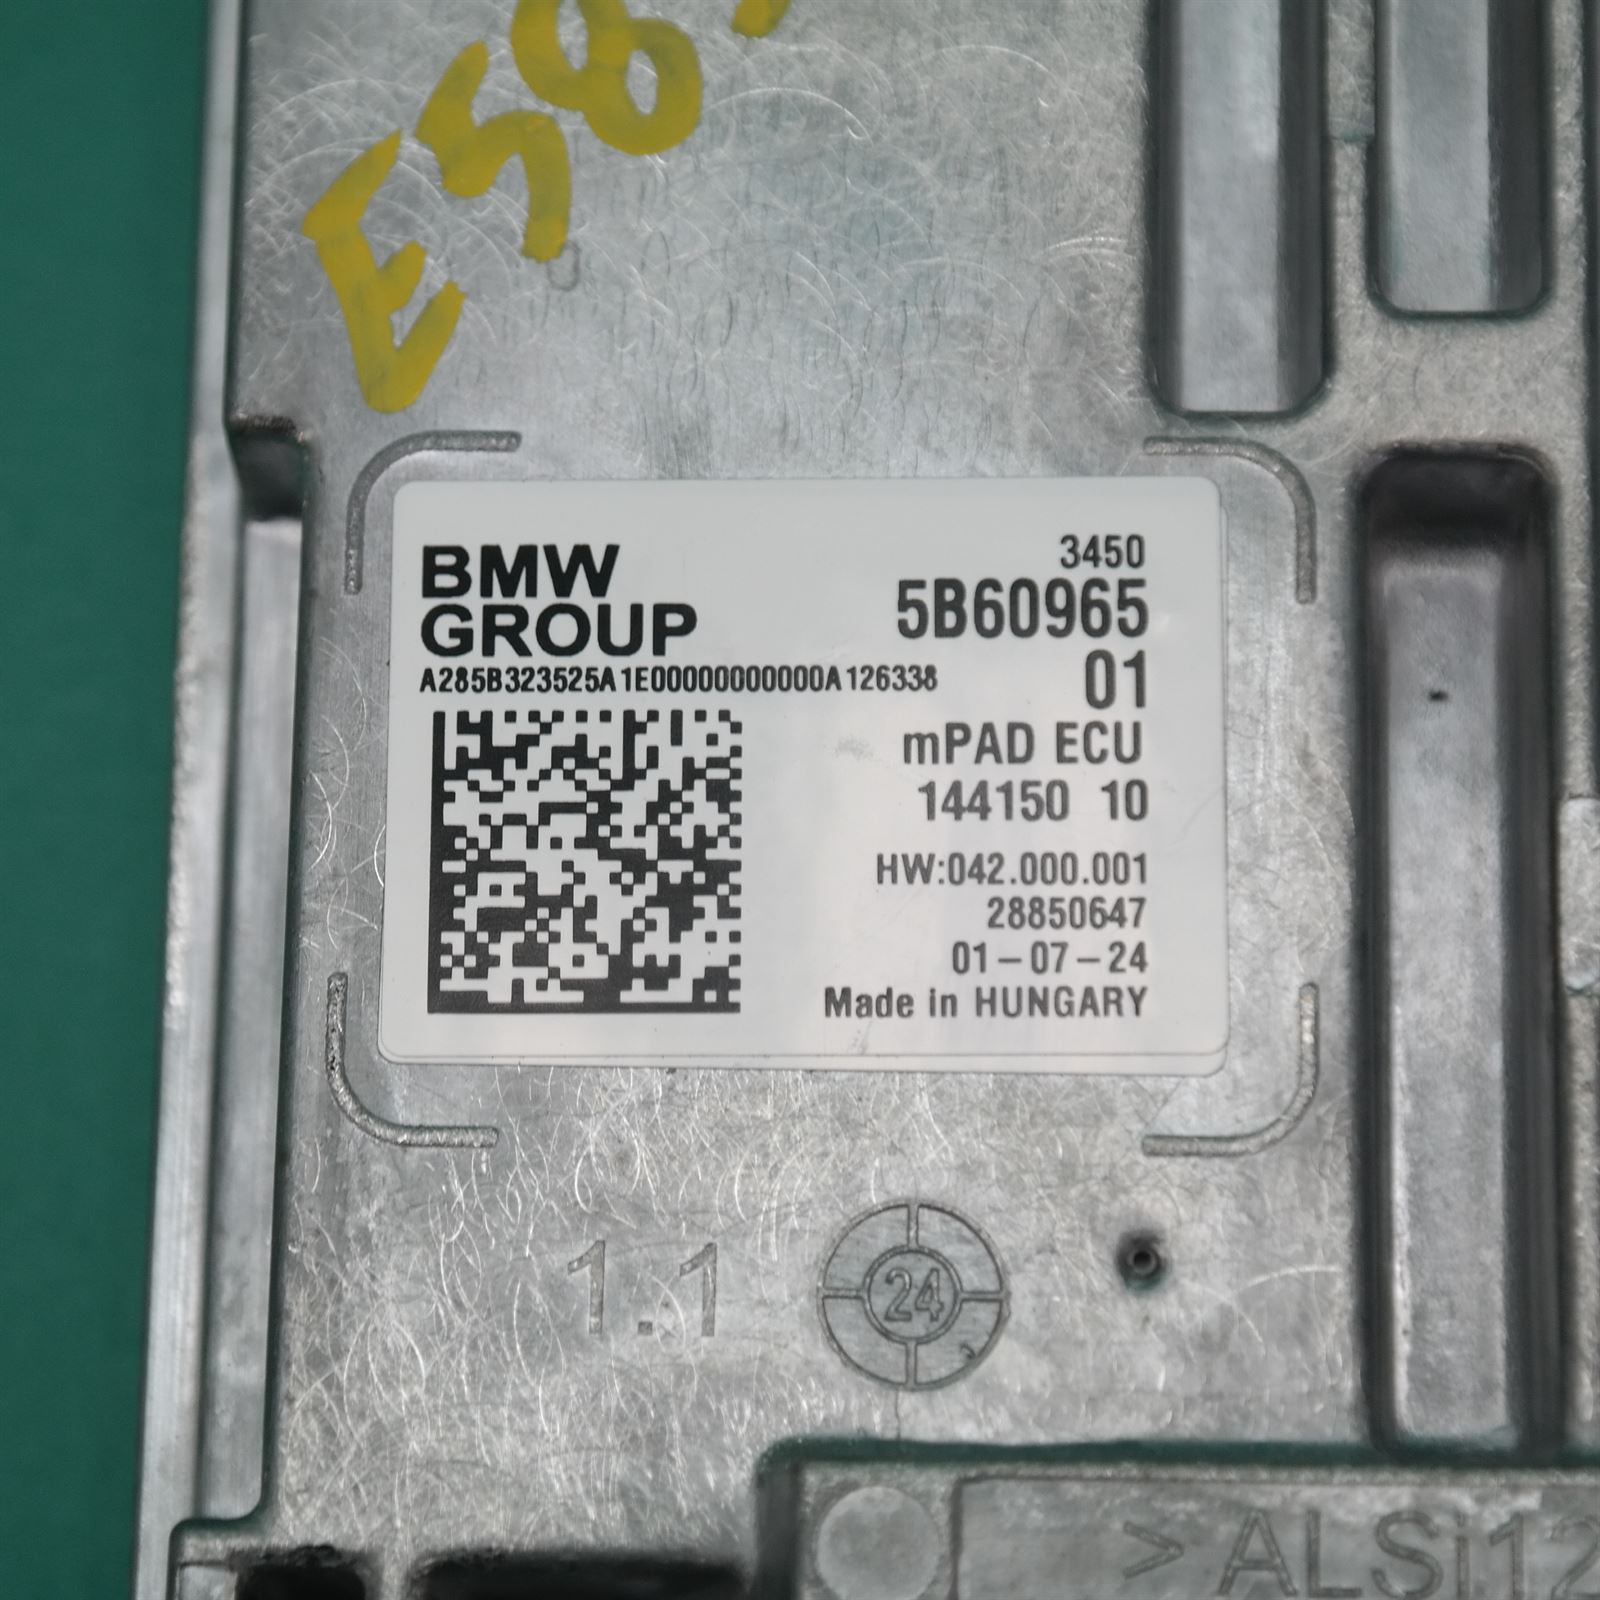 E58
BMW
GROUP
A285B323525A1E00000000000A126338
3450
5B60965
01
mPAD ECU
144150 10
HW:042.000.001
28850647
01-07-24
Made in HUNGARY
1.1
24
>ALSi12